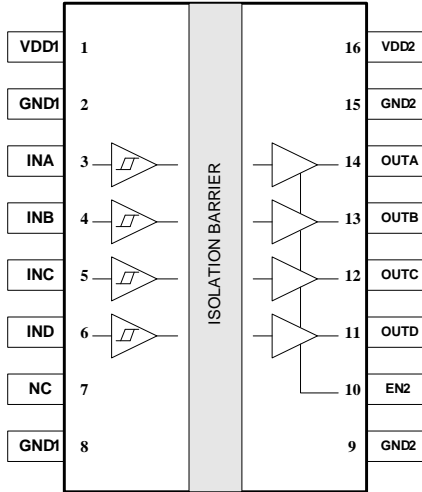 VDD1 1 16 VDD2
GND1 2 15 GND2
INA 3 14 OUTA
INB 4 13 OUTB
INC 5 12 OUTC
IND 6 11 OUTD
NC 7 10 EN2
GND1 8 9 GND2
ISOLATION BARRIER